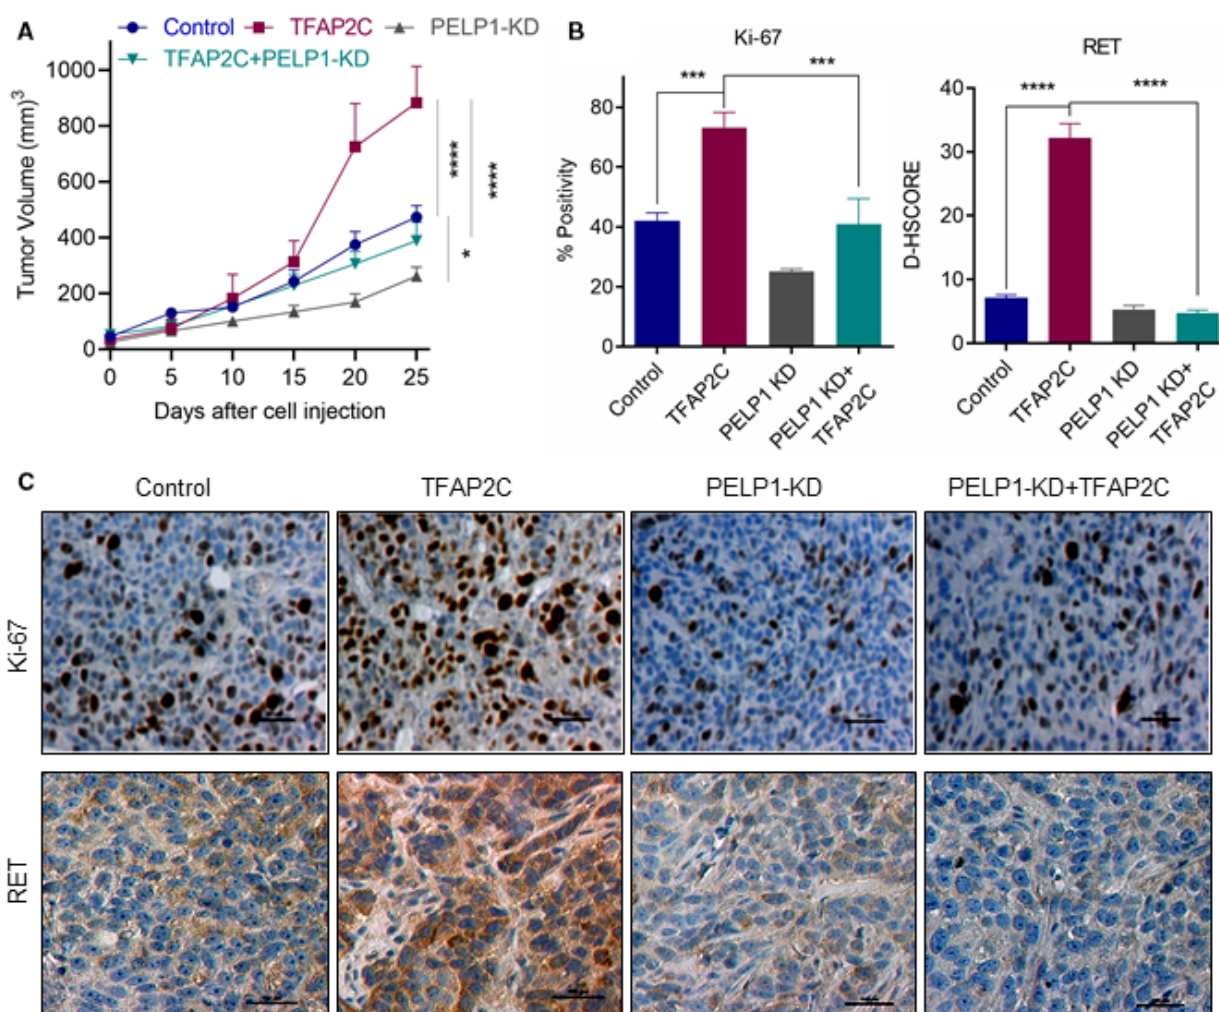 A
Control TFAP2C PELP1-KD
TFAP2C+PELP1-KD
1000
800
600
400
200
0
Tumor Volume (mm)3
0 5 10 15 20 25
Days after cell injection
****
****
*
B
Ki-67
*** ***
80
60
40
20
0
% Positivity
Control
TFAP2C
PELP1 KD
PELP1 KD+
TFAP2C
RET
**** ****
40
30
20
10
0
D-HSCORE
Control
TFAP2C
PELP1 KD
PELP1 KD+
TFAP2C
C
Control TFAP2C PELP1-KD PELP1-KD+TFAP2C
Ki-67
RET